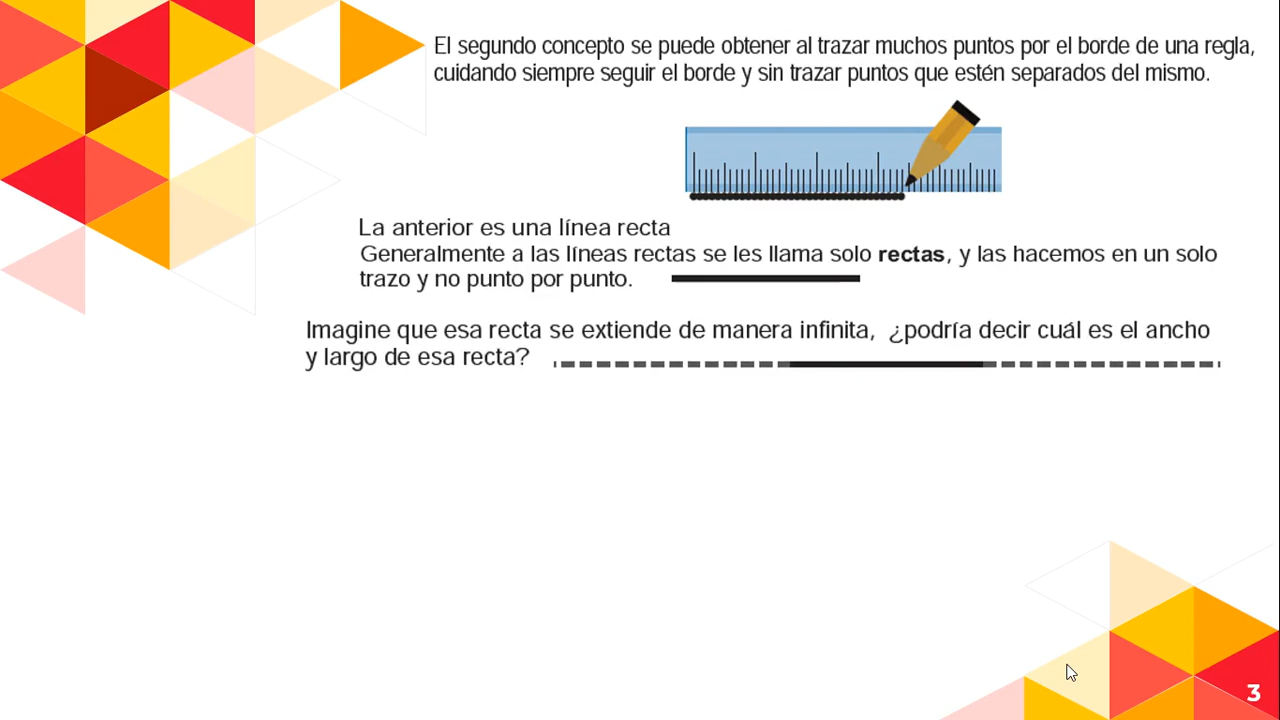 El segundo concepto se puede obtener al trazar muchos puntos por el borde de una regla,
cuidando siempre seguir el borde y sin trazar puntos que estén separados del mismo.
La anterior es una línea recta
Generalmente a las líneas rectas se les llama solo rectas, y las hacemos en un solo
trazo y no punto por punto.
Imagine que esa recta se extiende de manera infinita, ¿podría decir cuál es el ancho
y largo de esa recta?
3